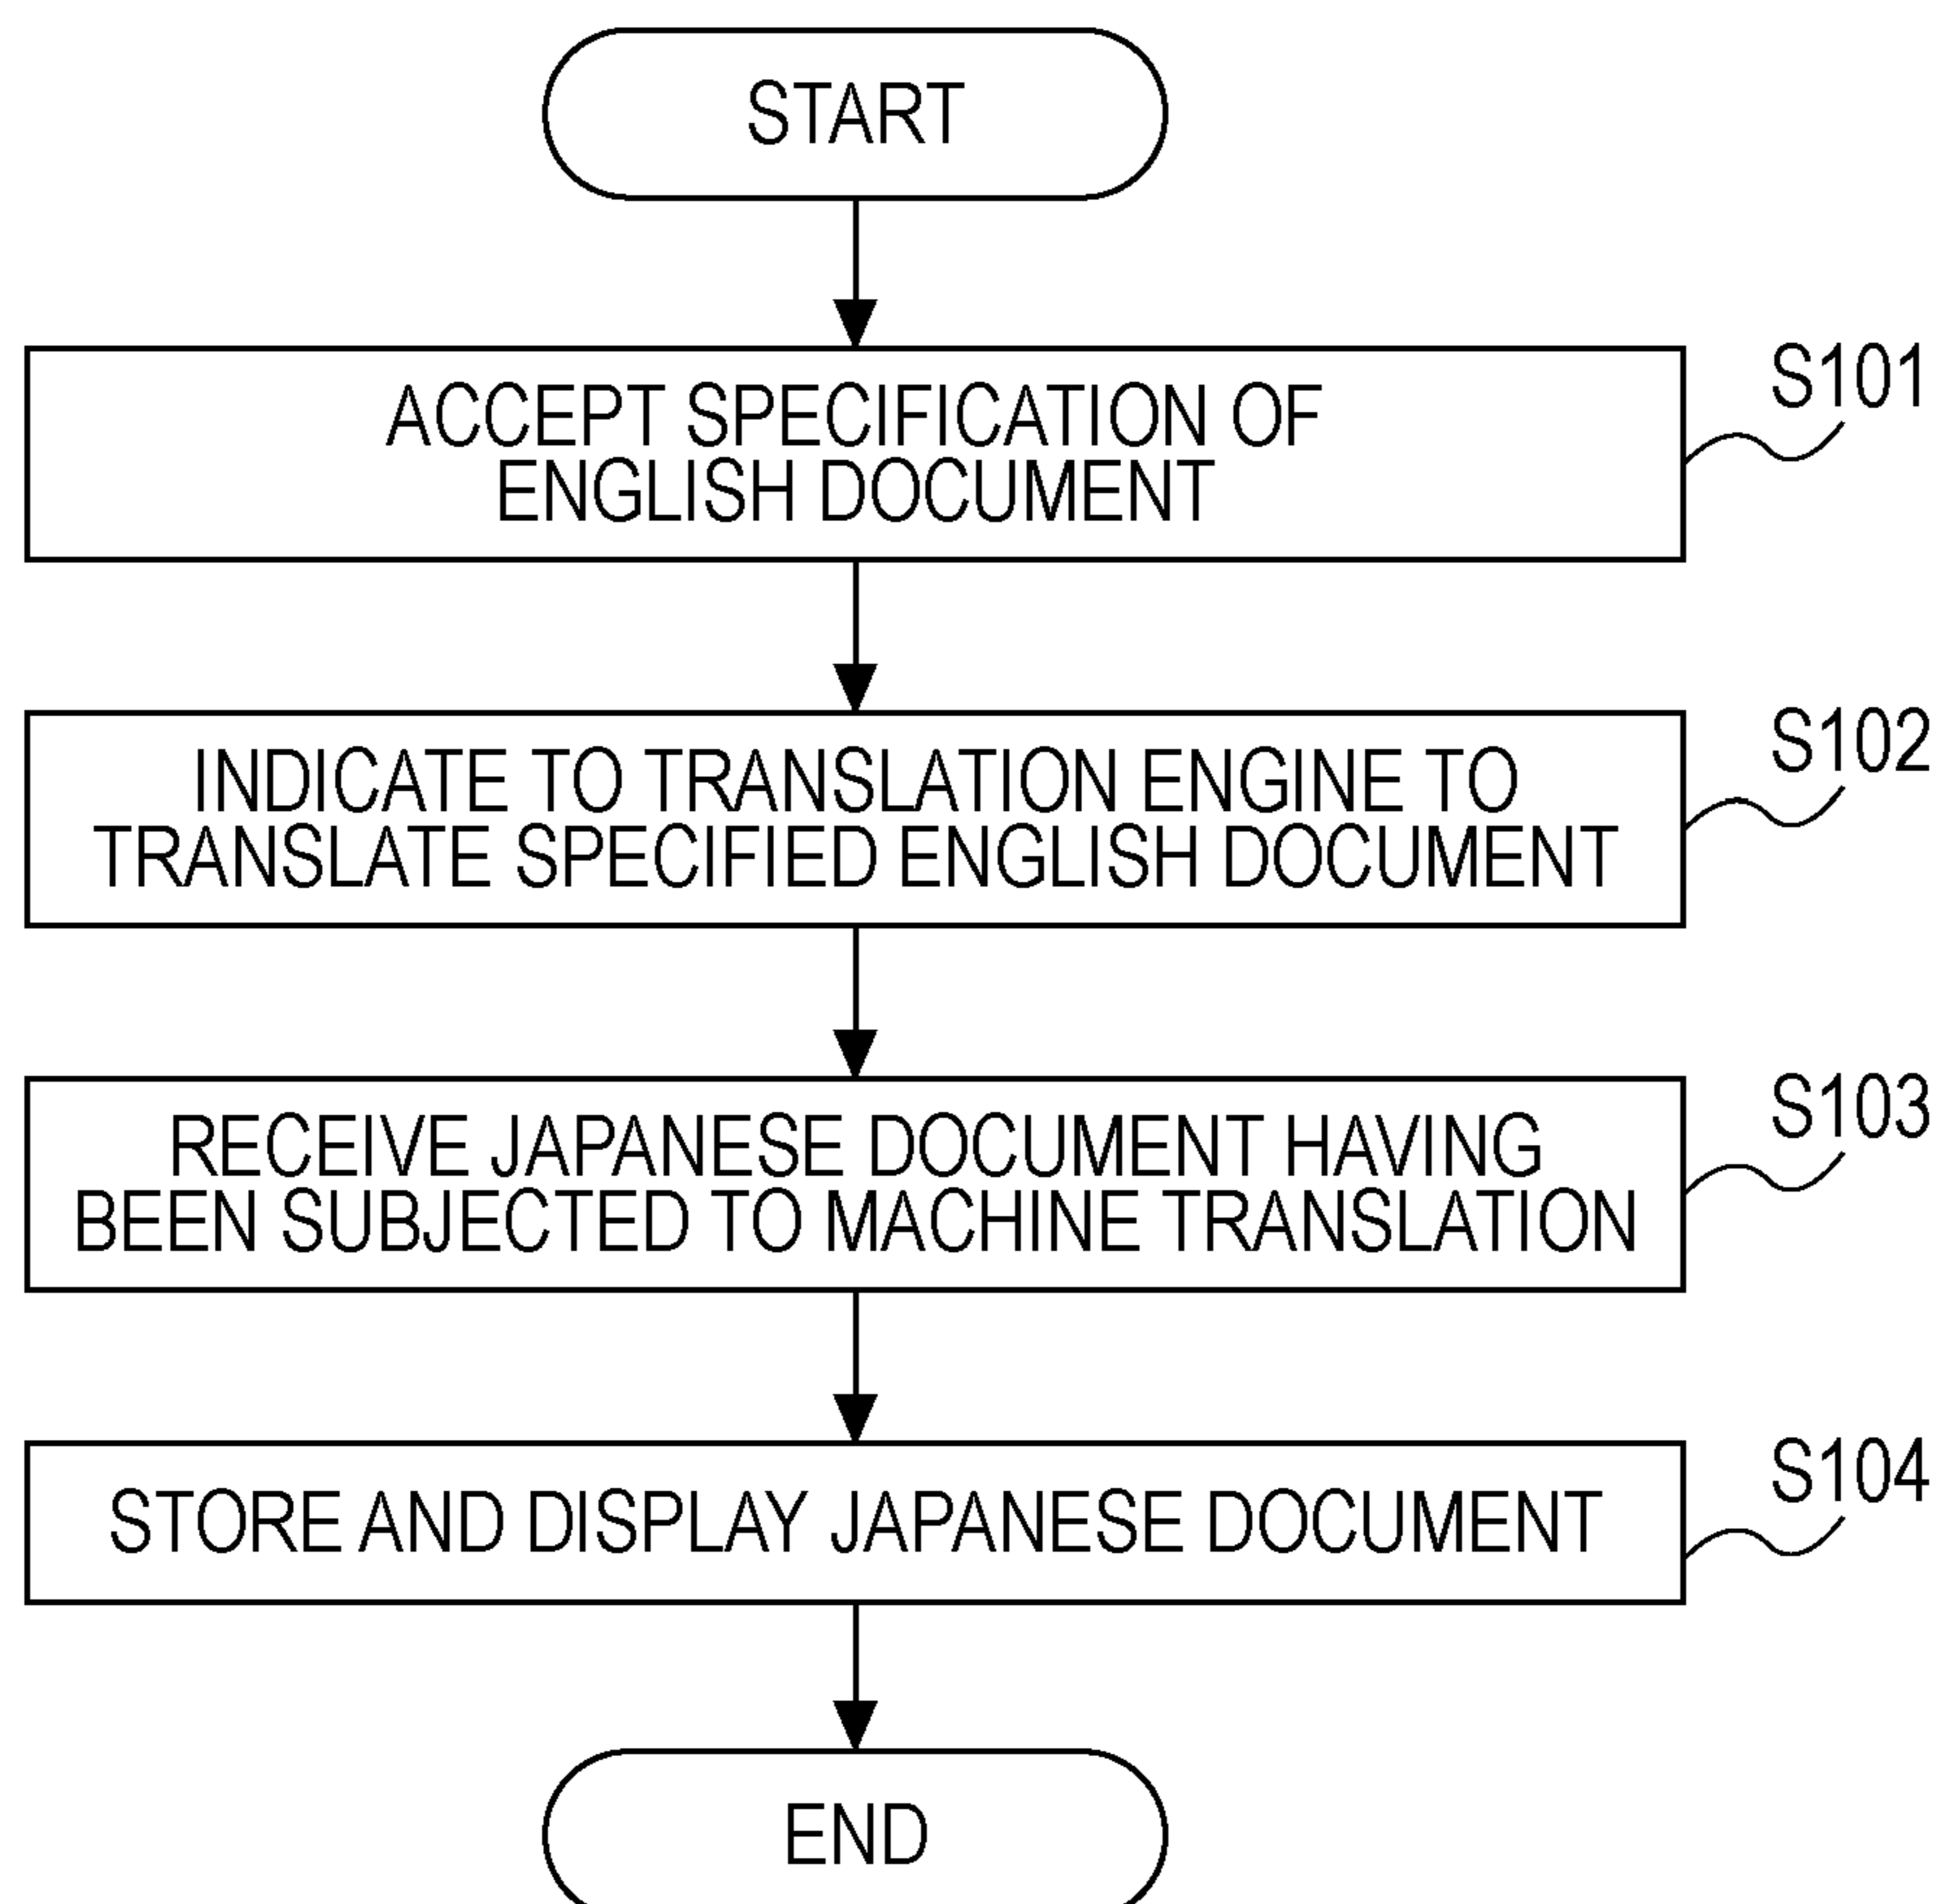 START
S101
ACCEPT SPECIFICATION OF
ENGLISH DOCUMENT
S102
INDICATE TO TRANSLATION ENGINE TO
TRANSLATE SPECIFIED ENGLISH DOCUMENT
S103
RECEIVE JAPANESE DOCUMENT HAVING
BEEN SUBJECTED TO MACHINE TRANSLATION
S104
STORE AND DISPLAY JAPANESE DOCUMENT
END